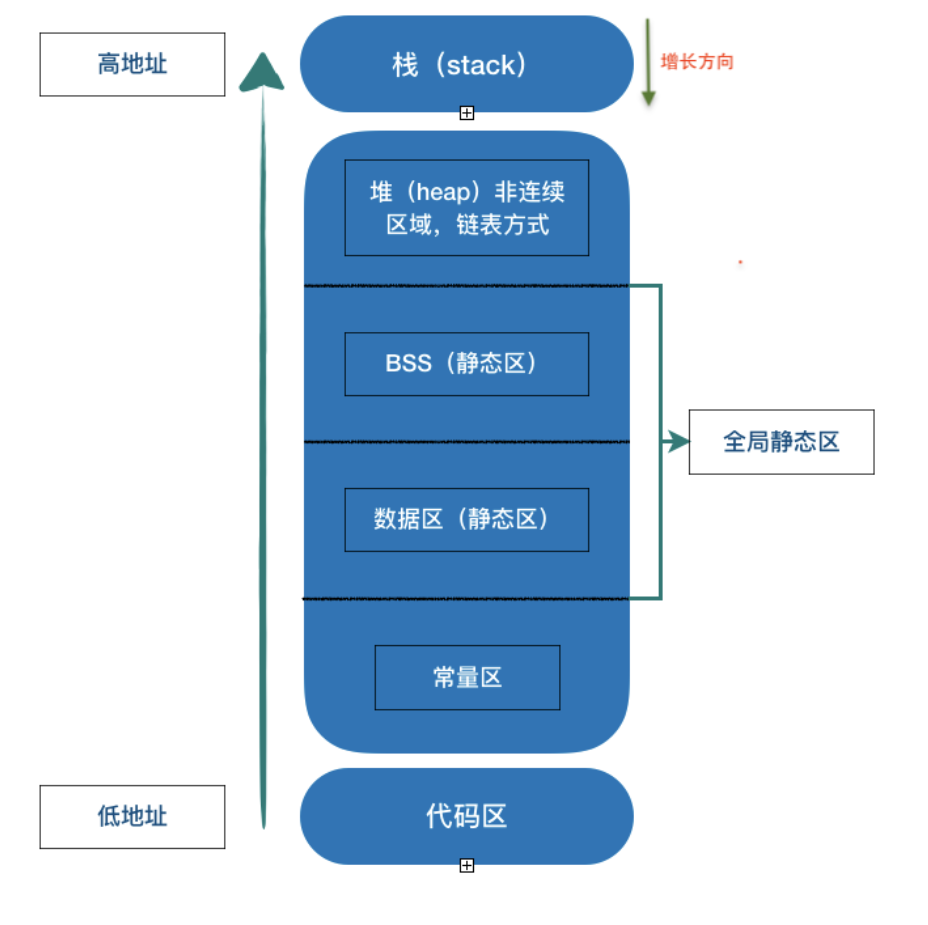 高地址
栈（stack）
增长方向
堆（heap）非连续
区域，链表方式
BSS（静态区）
全局静态区
数据区（静态区）
常量区
低地址
代码区